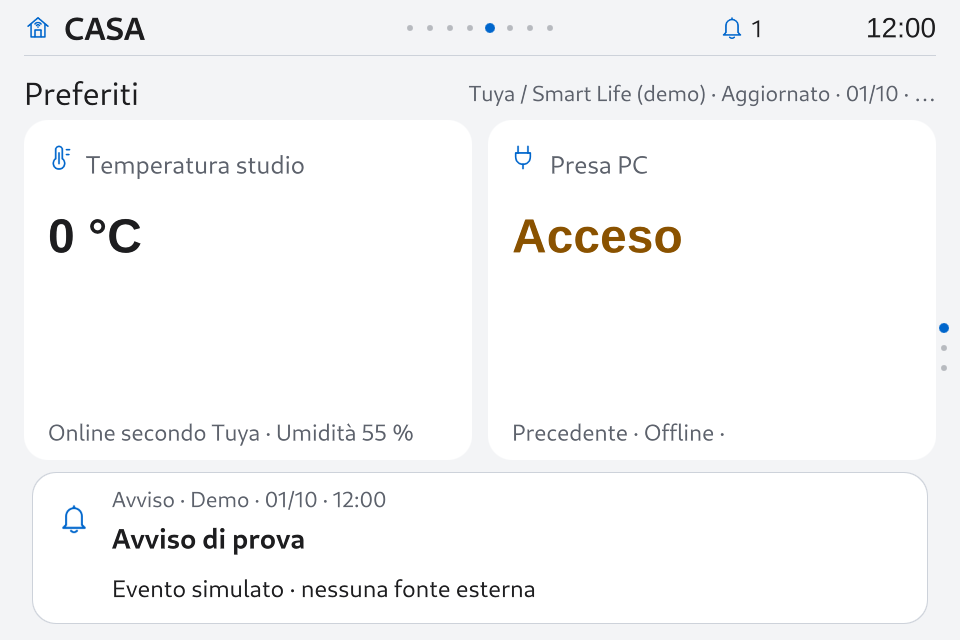 CASA
1
12:00
Preferiti
Tuya / Smart Life (demo) · Aggiornato · 01/10 · …
Temperatura studio
0 °C
Online secondo Tuya · Umidità 55 %
Presa PC
Acceso
Precedente · Offline ·
Avviso · Demo · 01/10 · 12:00
Avviso di prova
Evento simulato · nessuna fonte esterna